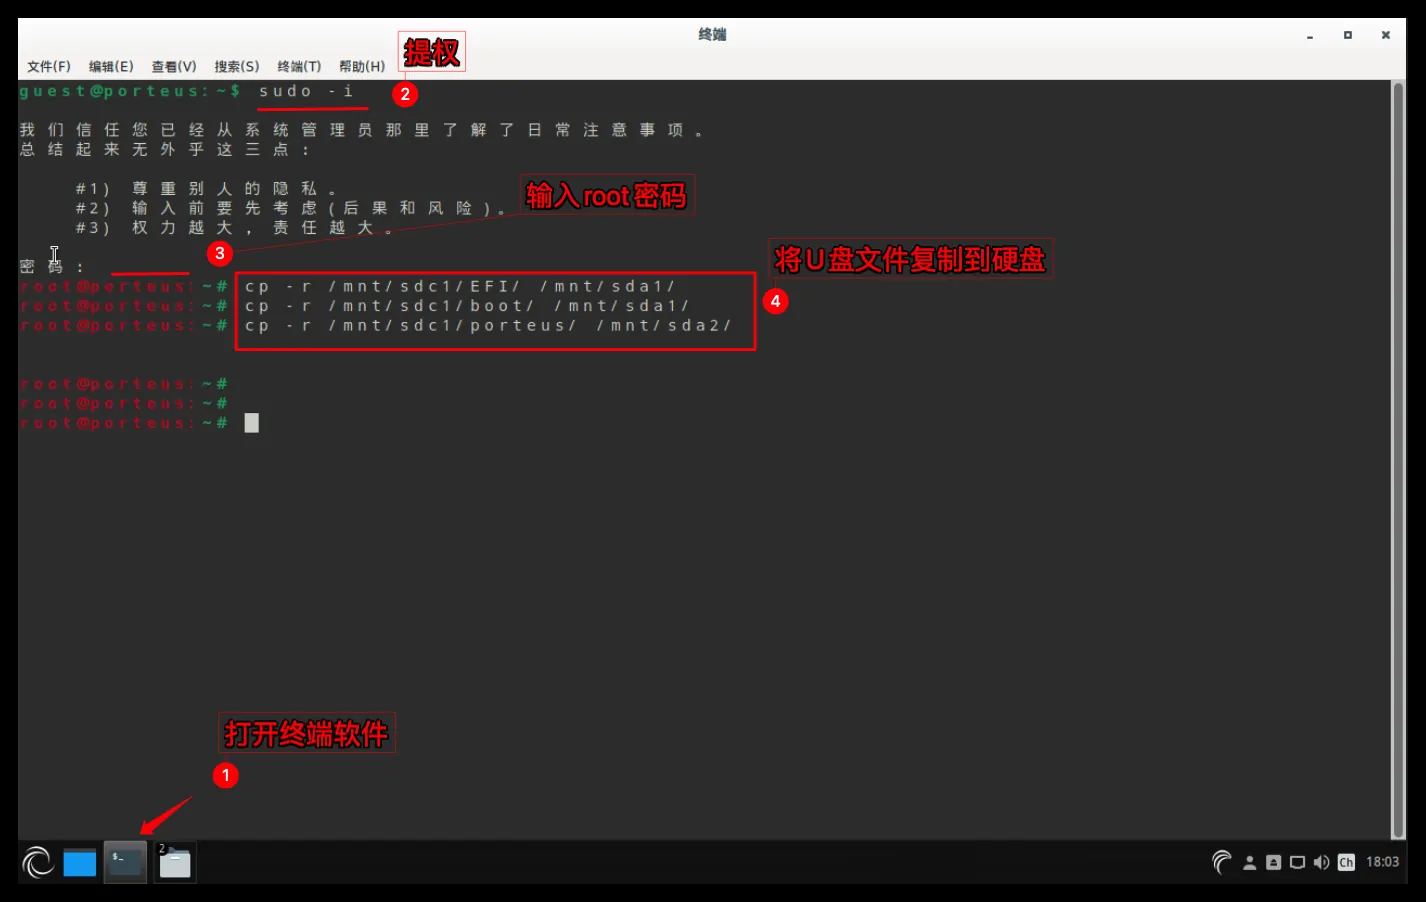 终端
文件(F) 编辑(E) 查看(V) 搜索(S) 终端(T) 帮助(H)
提权
guest@porteus:~$ sudo -i
2
我们信任您已经从系统管理员那里了解了日常注意事项。
总结起来无外乎这三点:
#1) 尊重别人的隐私。
#2) 输入前要先考虑(后果和风险)。
#3) 权力越大,责任越大。
输入root密码
3
密码:
将U盘文件复制到硬盘
4
root@porteus:~# cp -r /mnt/sdc1/EFI/ /mnt/sda1/
root@porteus:~# cp -r /mnt/sdc1/boot/ /mnt/sda1/
root@porteus:~# cp -r /mnt/sdc1/porteus/ /mnt/sda2/
root@porteus:~#
root@porteus:~#
root@porteus:~#
打开终端软件
1
$_
2
Ch
18:03